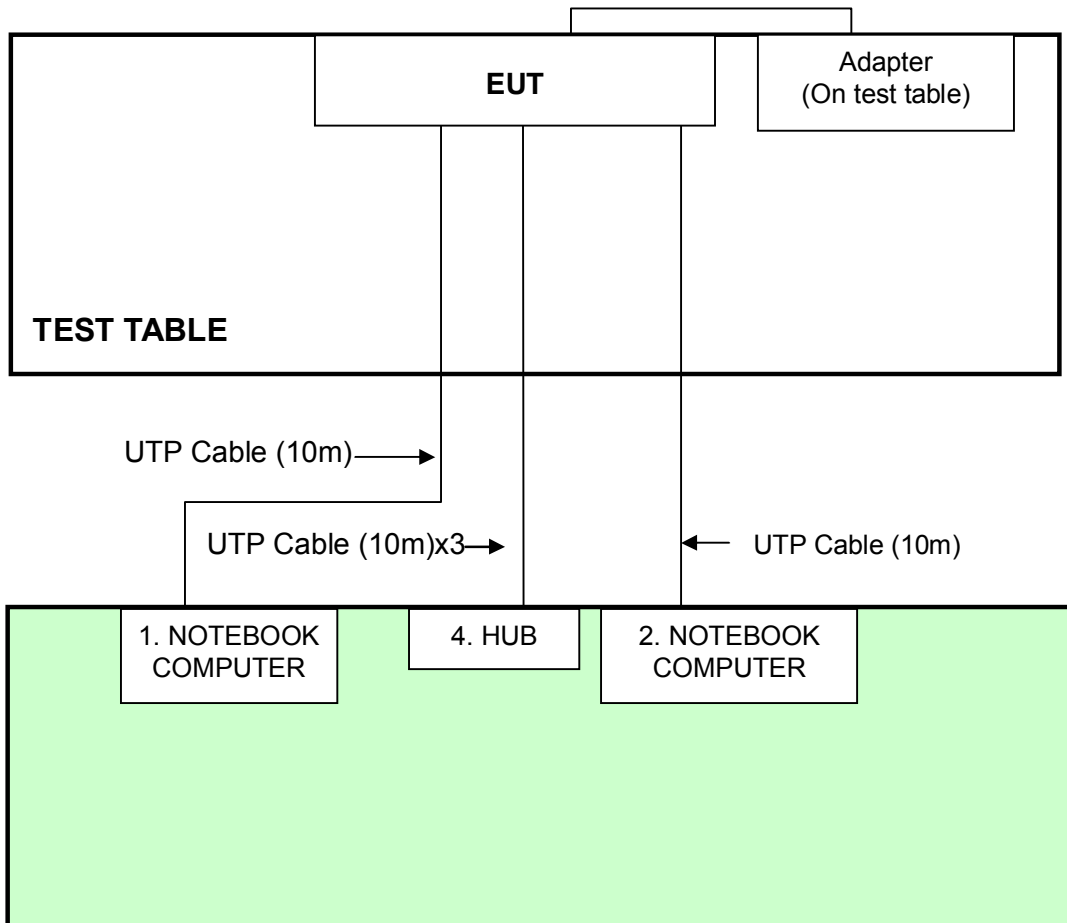 EUT
Adapter
(On test table)
TEST TABLE
UTP Cable (10m)
UTP Cable (10m)x3
UTP Cable (10m)
1. NOTEBOOK
COMPUTER
4. HUB
2. NOTEBOOK
COMPUTER